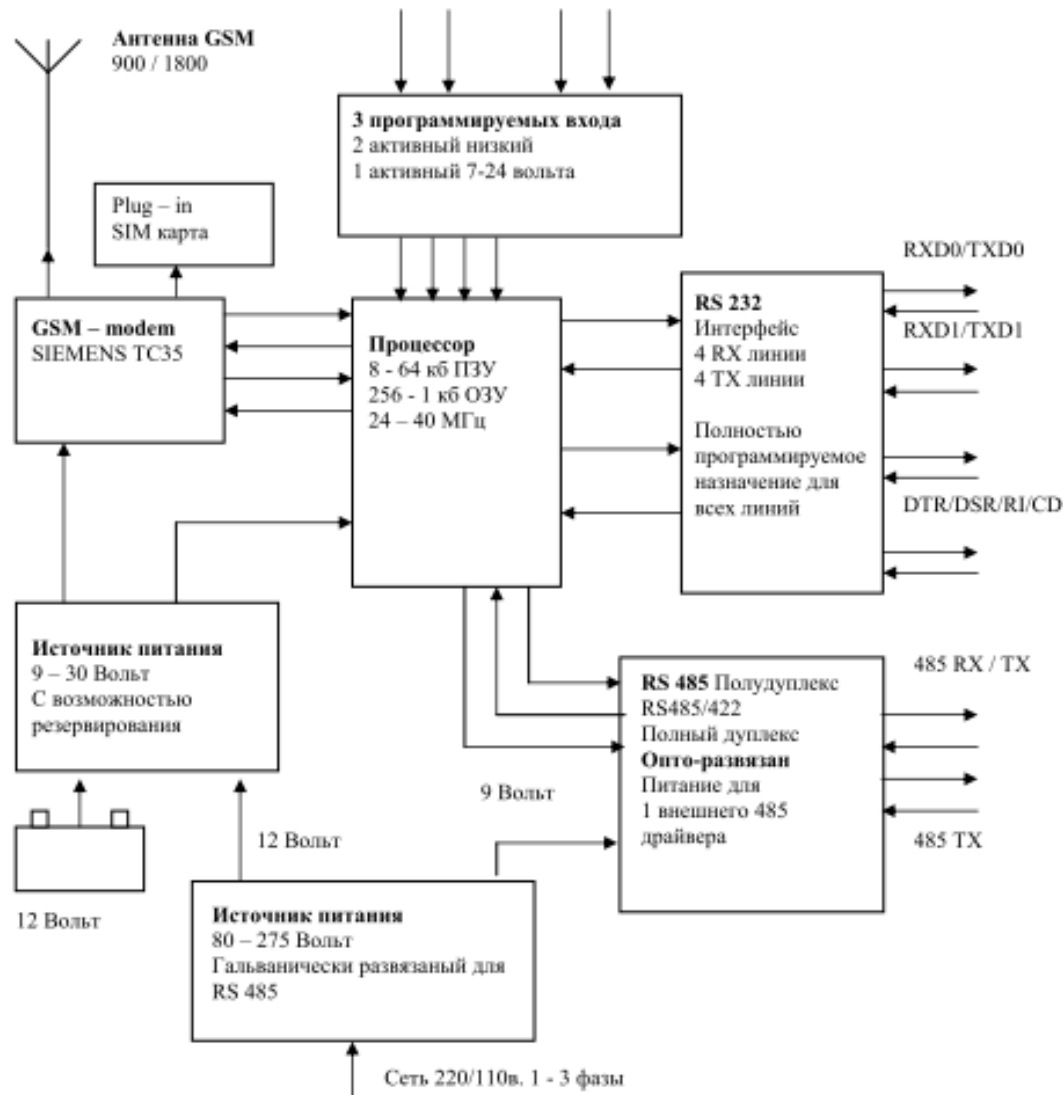 Антенна GSM
900 / 1800
3 программируемых входа
2 активный низкий
1 активный 7-24 вольта
Plug – in
SIM карта
GSM – modem
SIEMENS TC35
Процессор
8 - 64 кб ПЗУ
256 - 1 кб ОЗУ
24 – 40 МГц
RS 232
Интерфейс
4 RX линии
4 TX линии
Полностью
программируемое
назначение для
всех линий
RXD0/TXD0
RXD1/TXD1
DTR/DSR/RI/CD
Источник питания
9 – 30 Вольт
С возможностью
резервирования
RS 485 Полудуплекс
RS485/422
Полный дуплекс
Опто-развязан
Питание для
1 внешнего 485
драйвера
485 RX / TX
485 TX
9 Вольт
12 Вольт
12 Вольт
Источник питания
80 – 275 Вольт
Гальванически развязаный для
RS 485
Сеть 220/110в. 1 - 3 фазы